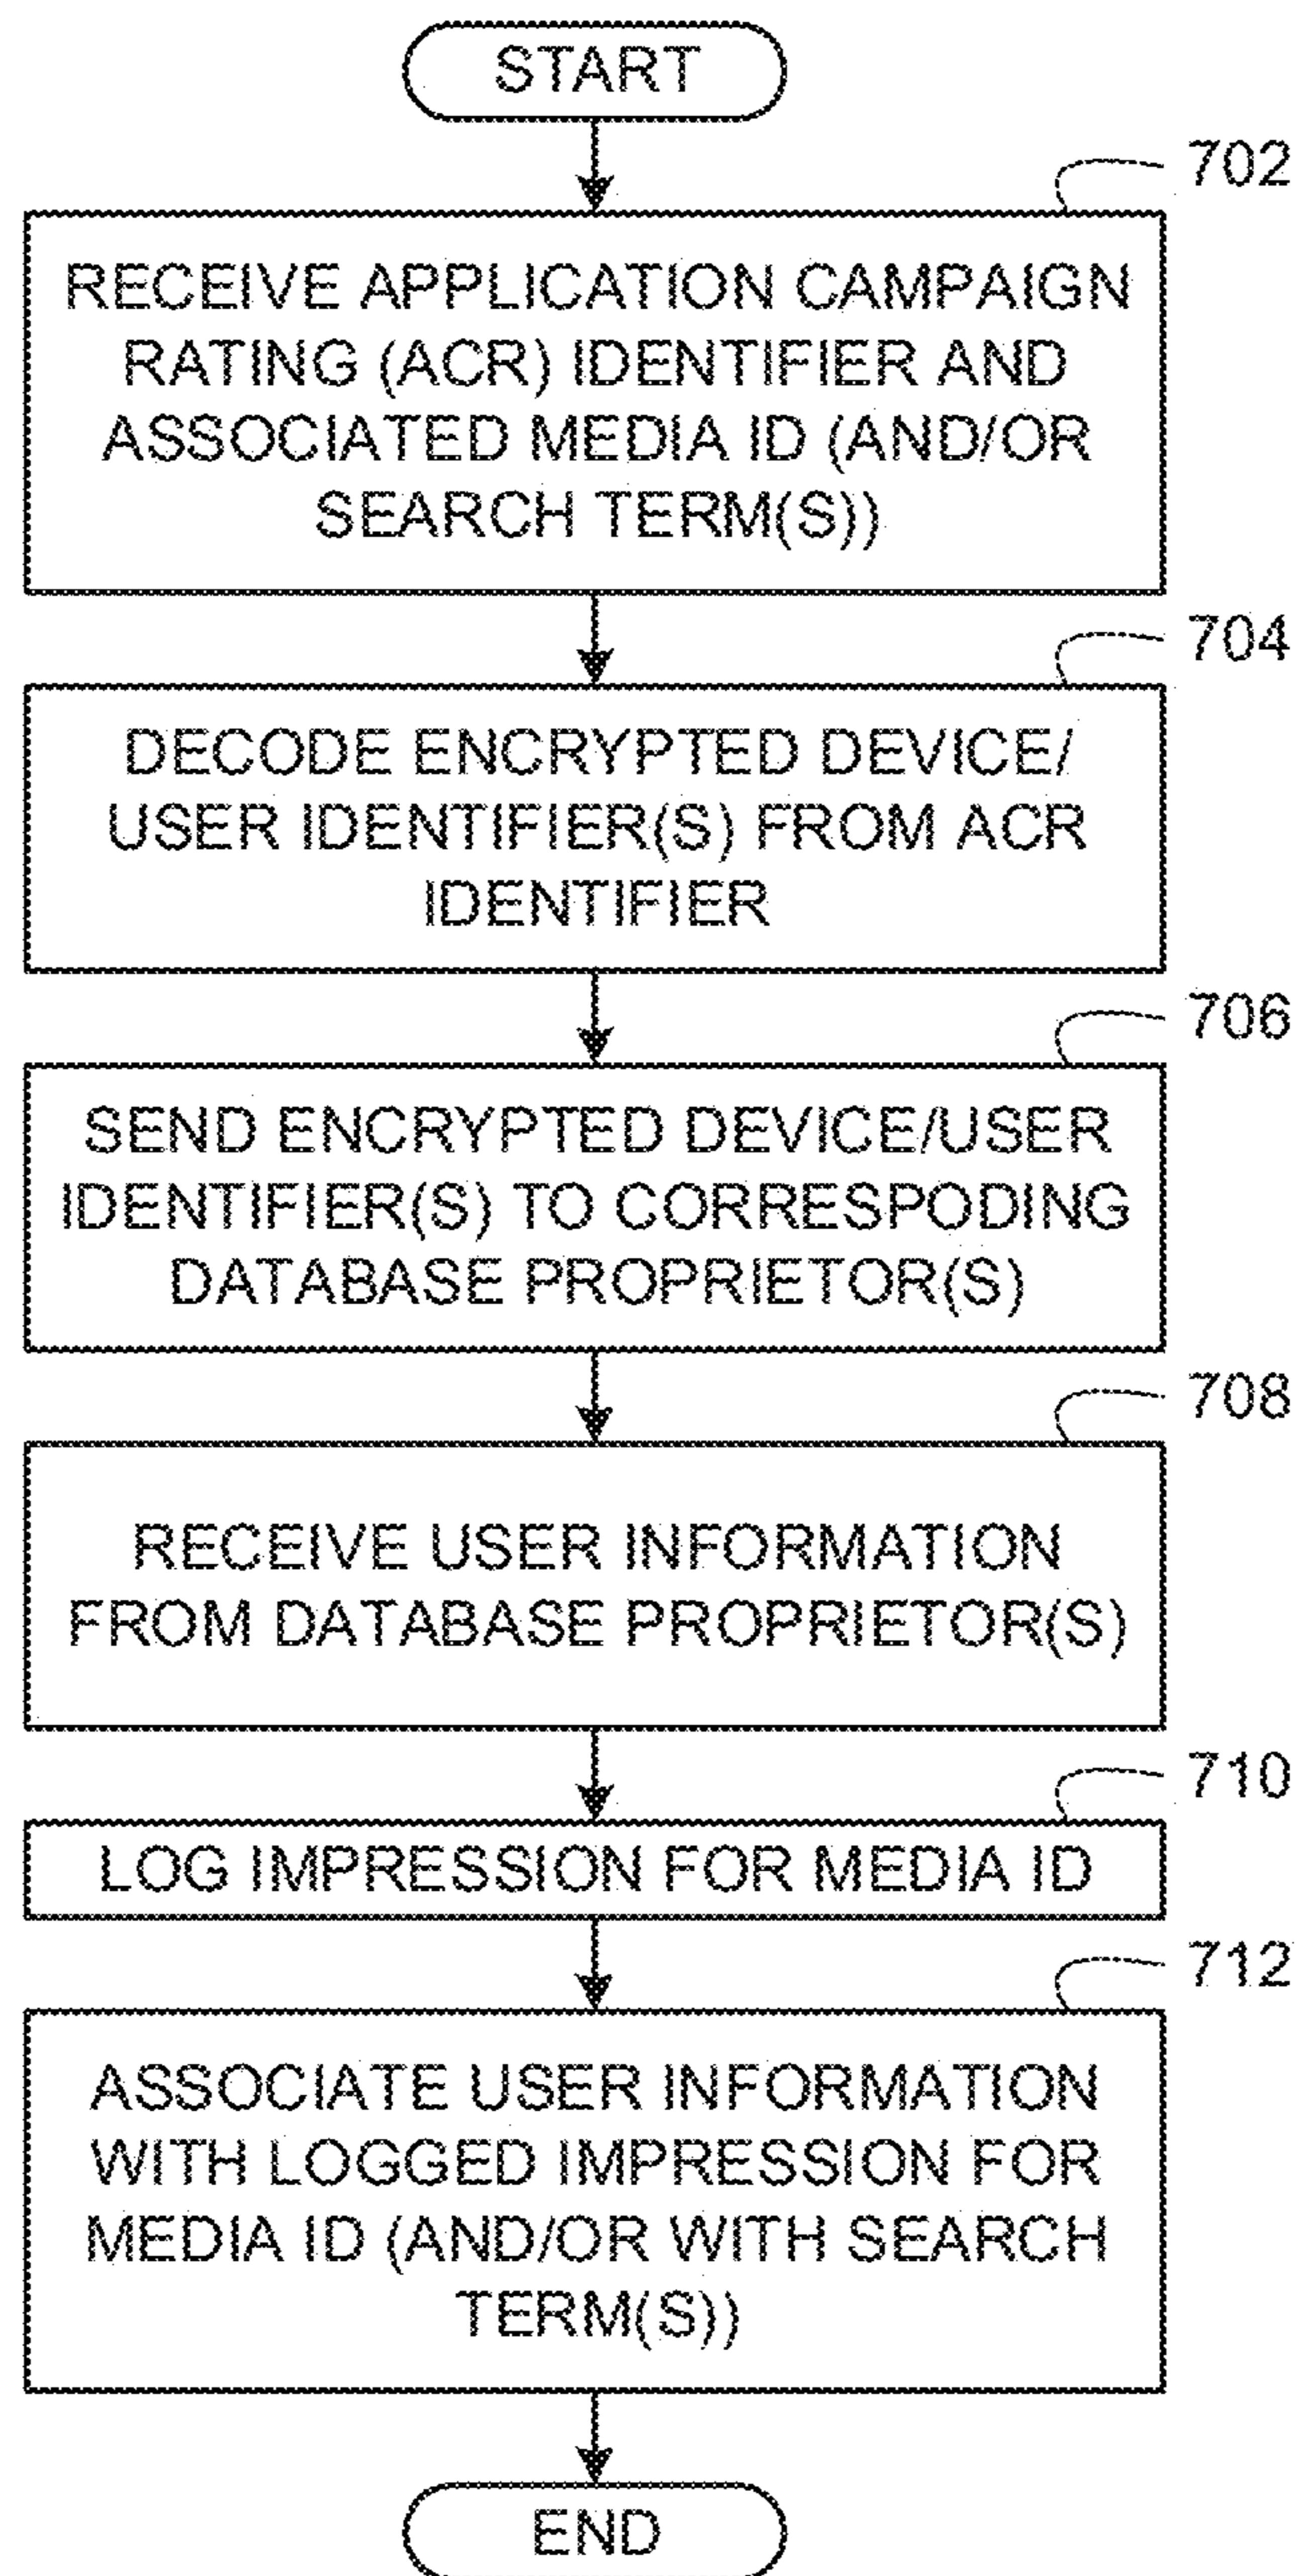 START
702
RECEIVE APPLICATION CAMPAIGN
RATING (ACR) IDENTIFIER AND
ASSOCIATED MEDIA ID (AND/OR
SEARCH TERM(S))
704
DECODE ENCRYPTED DEVICE/
USER IDENTIFIER(S) FROM ACR
IDENTIFIER
706
SEND ENCRYPTED DEVICE/USER
IDENTIFIER(S) TO CORRESPODING
DATABASE PROPRIETOR(S)
708
RECEIVE USER INFORMATION
FROM DATABASE PROPRIETOR(S)
710
LOG IMPRESSION FOR MEDIA ID
712
ASSOCIATE USER INFORMATION
WITH LOGGED IMPRESSION FOR
MEDIA ID (AND/OR WITH SEARCH
TERM(S))
END